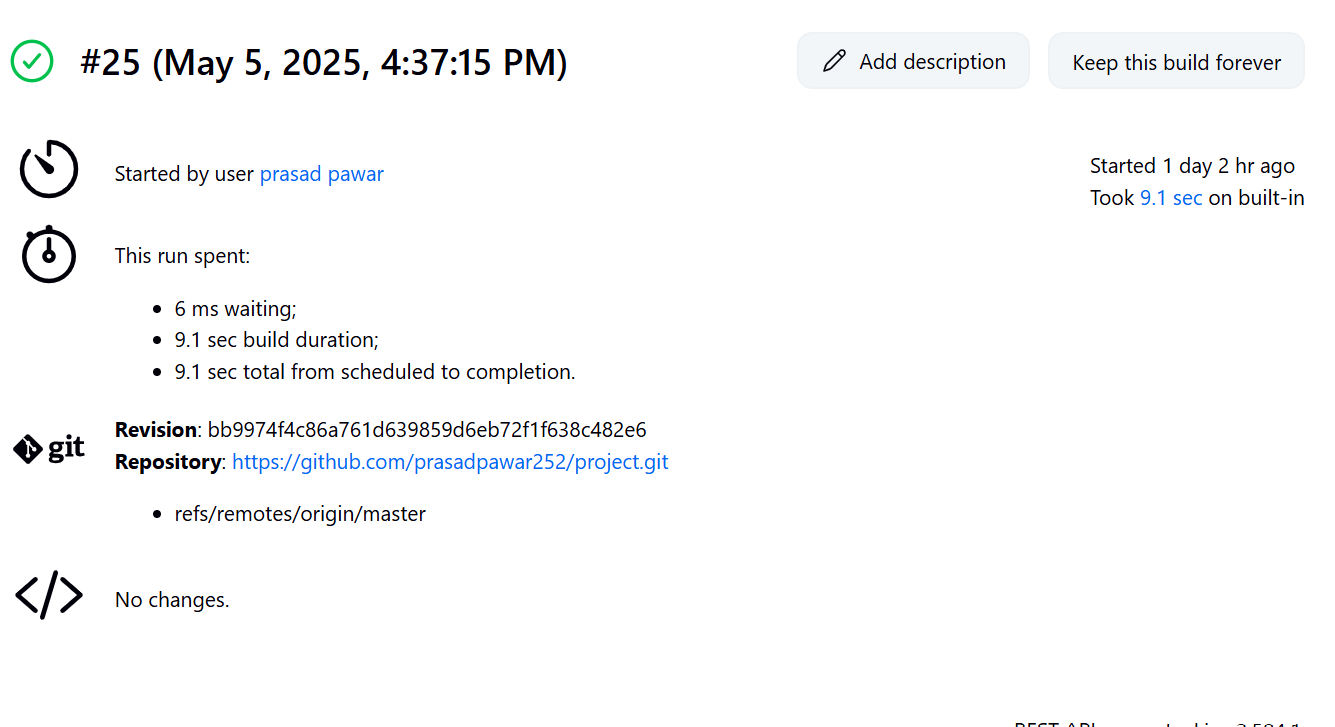 #25 (May 5, 2025, 4:37:15 PM)
Add description
Keep this build forever
Started by user prasad pawar
Started 1 day 2 hr ago
Took 9.1 sec on built-in
This run spent:
6 ms waiting;
9.1 sec build duration;
9.1 sec total from scheduled to completion.
git
Revision: bb9974f4c86a761d639859d6eb72f1f638c482e6
Repository: https://github.com/prasadpawar252/project.git
refs/remotes/origin/master
No changes.
REST API